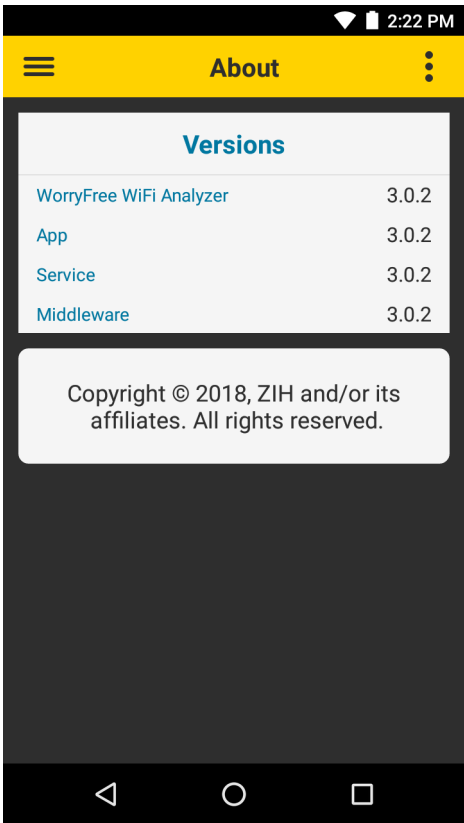 2:22 PM
About
Versions
WorryFree WiFi Analyzer 3.0.2
App 3.0.2
Service 3.0.2
Middleware 3.0.2
Copyright © 2018, ZIH and/or its
affiliates. All rights reserved.